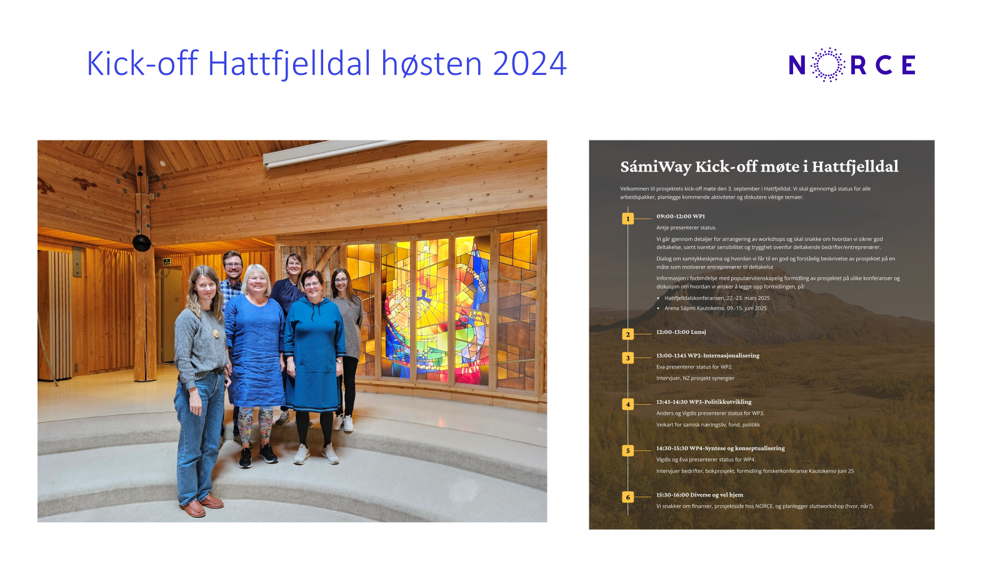 Kick-off Hattfjelldal høsten 2024
NORCE
SámiWay Kick-off møte i Hattfjelldal
Velkommen til prosjektets kick-off møte den 3. september i Hattfjelldal. Vi skal gjennomgå status for alle
arbeidspakker, planlegge kommende aktiviteter og diskutere viktige temaer.
1
09:00-12:00 WP1
Antje presenterer status.
Vi går gjennom detaljer for arrangering av workshops og skal snakke om hvordan vi sikrer god
deltakelse, samt ivaretar sensibilitet og trygghet ovenfor deltakende bedrifter/entreprenører.
Dialog om samtykkeskjema og hvordan vi får til en god og forståelig beskrivelse av prosjektet på en
måte som motiverer entreprenører til deltakelse
Informasjon i forbindelse med populærvitenskapelig formidling av prosjektet på ulike konferanser og
diskusjon om hvordan vi ønsker å legge opp formidlingen, på:
• Hattfjelldalskonferansen, 22.-23. mars 2025
• Arena Sápmi Kautokeino, 09.-15. juni 2025
2
12:00-13:00 Lunsj
3
13:00-1345 WP2-Internasjonalisering
Eva presenterer status for WP2.
Intervjuer, NZ prosjekt synergier
4
13:45-14:30 WP3-Politikkutvikling
Anders og Vigdis presenterer status for WP3.
Veikart for samisk næringsliv, fond, politikk
5
14:30-15:30 WP4-Syntese og konseptualisering
Vigdis og Eva presenterer status for WP4.
Intervjuer bedrifter, bokprosjekt, formidling forskerkonferanse Kautokeino juni 25
6
15:30-16:00 Diverse og vel hjem
Vi snakker om finanser, prosjektside hos NORCE, og planlegger sluttworkshop (hvor, når?).